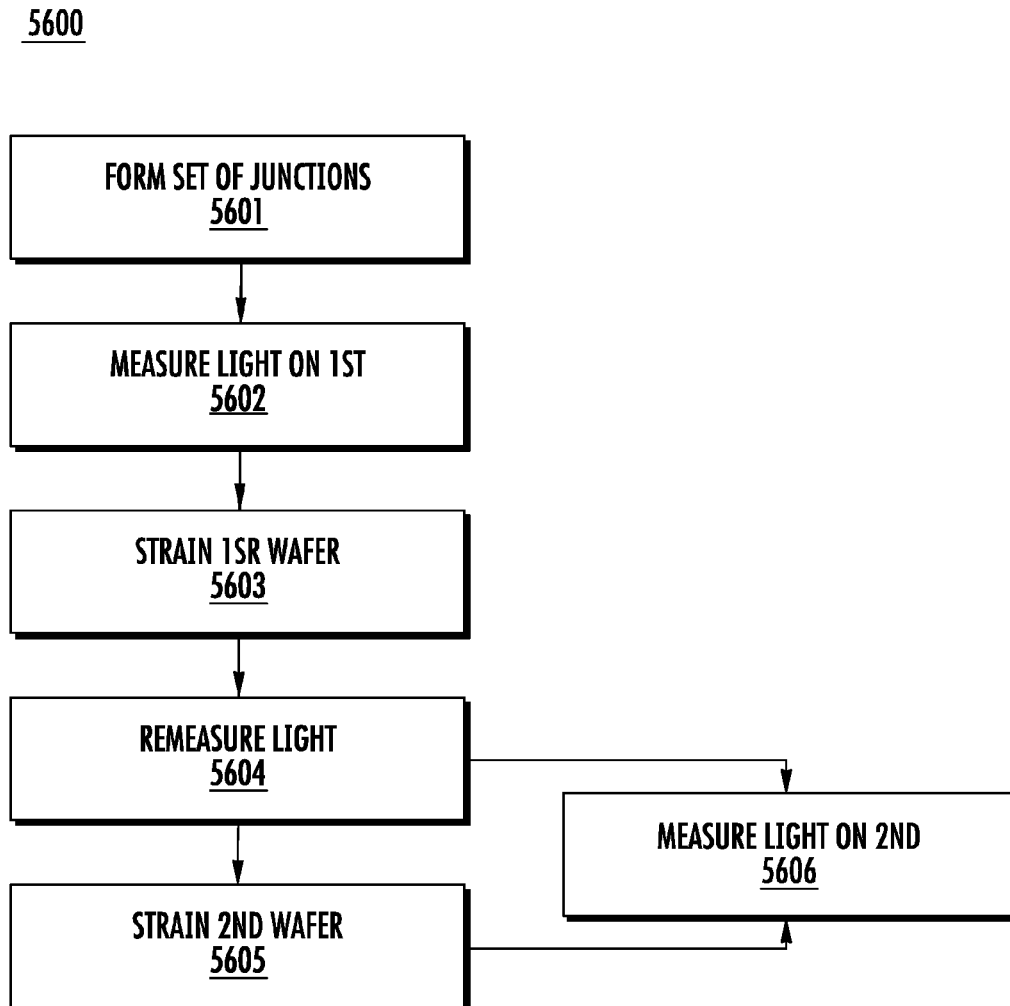 5600
FORM SET OF JUNCTIONS
5601
MEASURE LIGHT ON 1ST
5602
STRAIN 1SR WAFER
5603
REMEASURE LIGHT
5604
MEASURE LIGHT ON 2ND
5606
STRAIN 2ND WAFER
5605